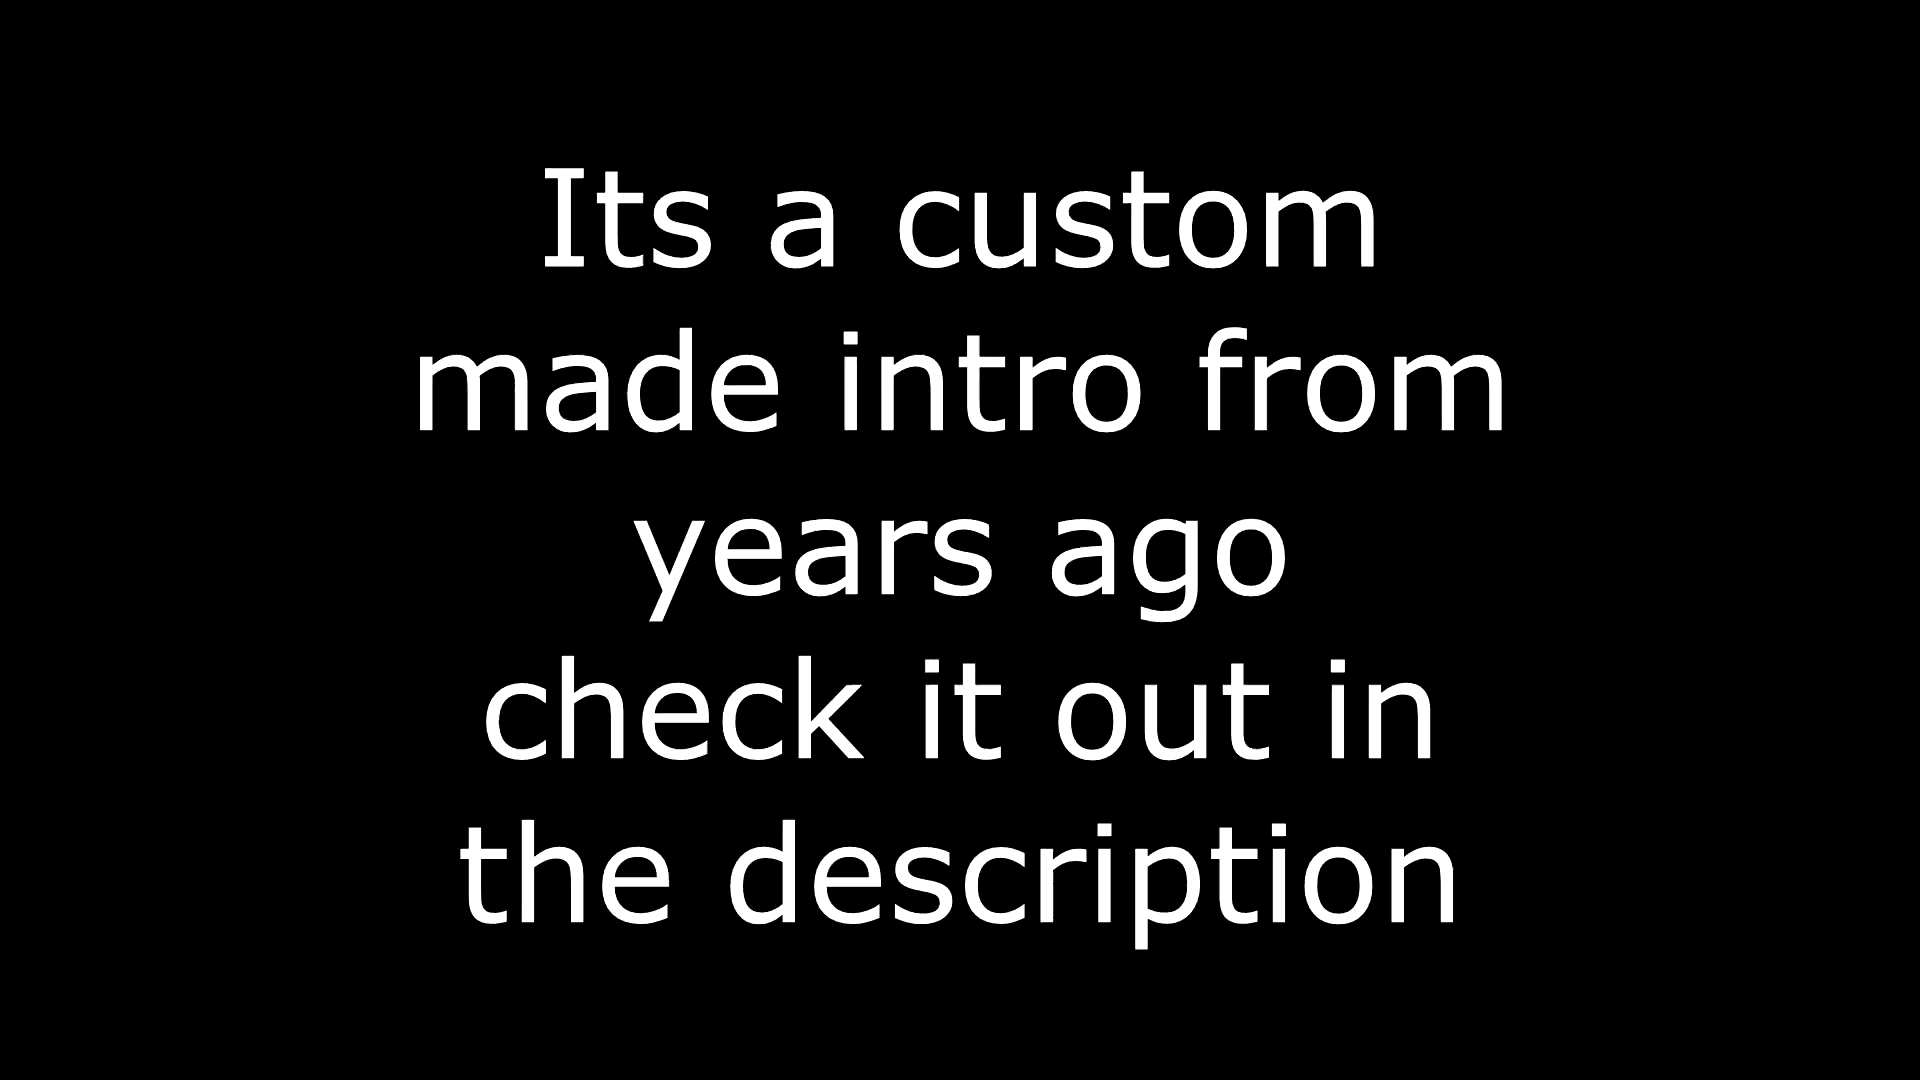 Its a custom
made intro from
years ago
check it out in
the description